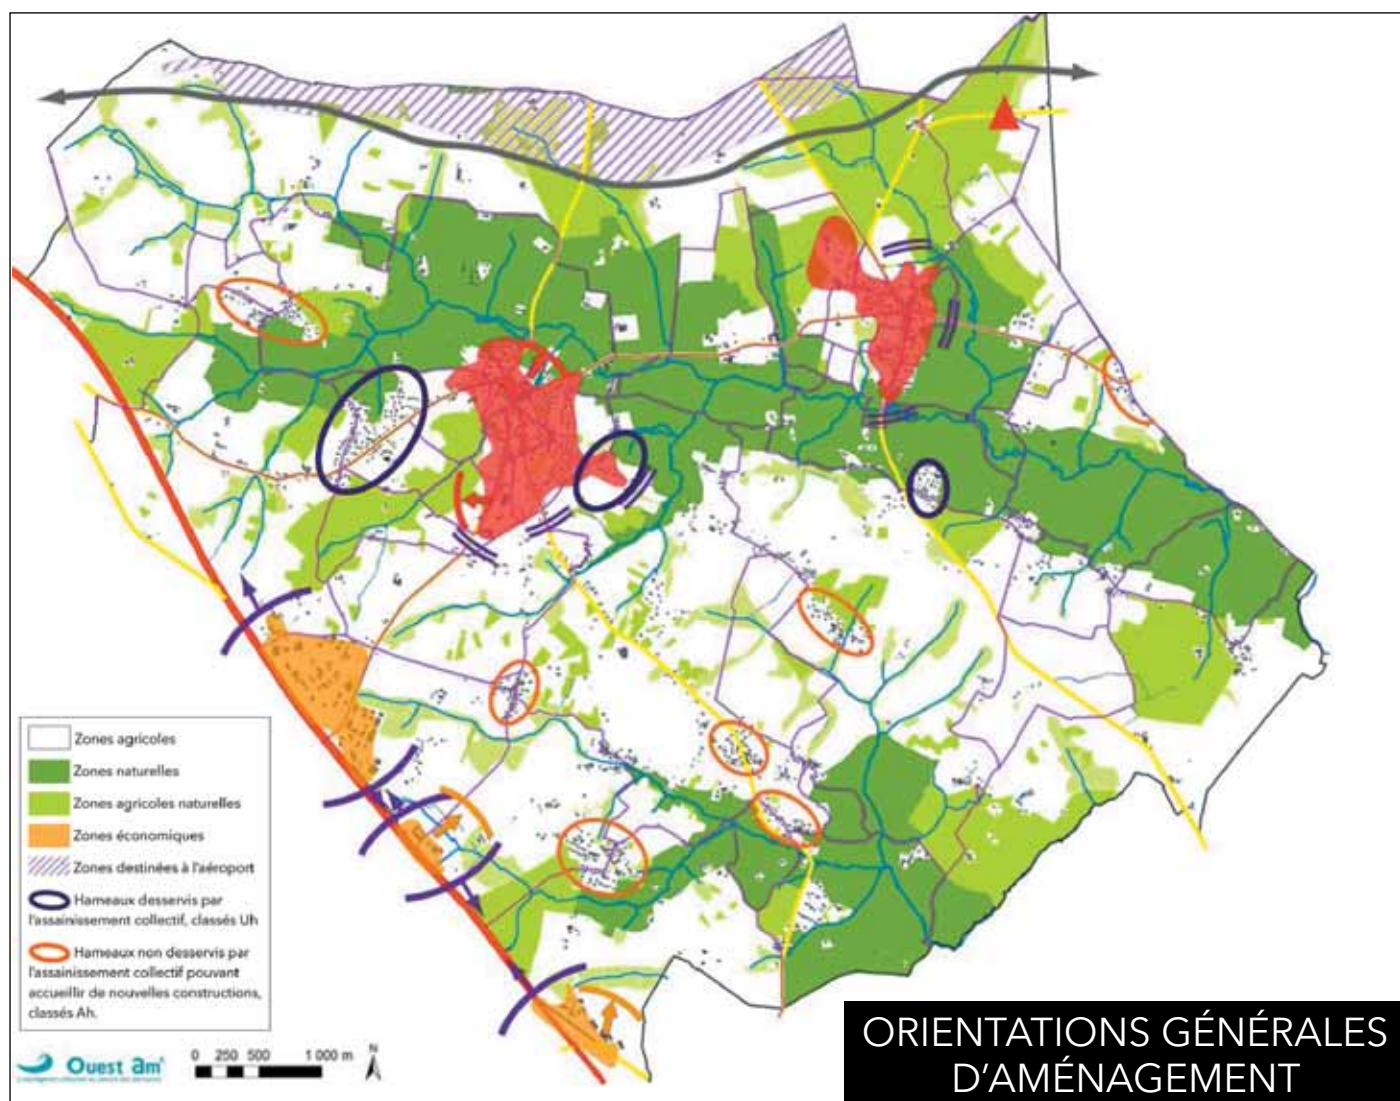 Zones agricoles
Zones naturelles
Zones agricoles naturelles
Zones économiques
Zones destinées à l'aéroport
Hameaux desservis par
l'assainissement collectif, classés Uh
Hameaux non desservis par
l'assainissement collectif pouvant
accueillir de nouvelles constructions,
classés Ah.
Ouest am'
0 250 500 1 000 m
N
ORIENTATIONS GÉNÉRALES
D'AMÉNAGEMENT